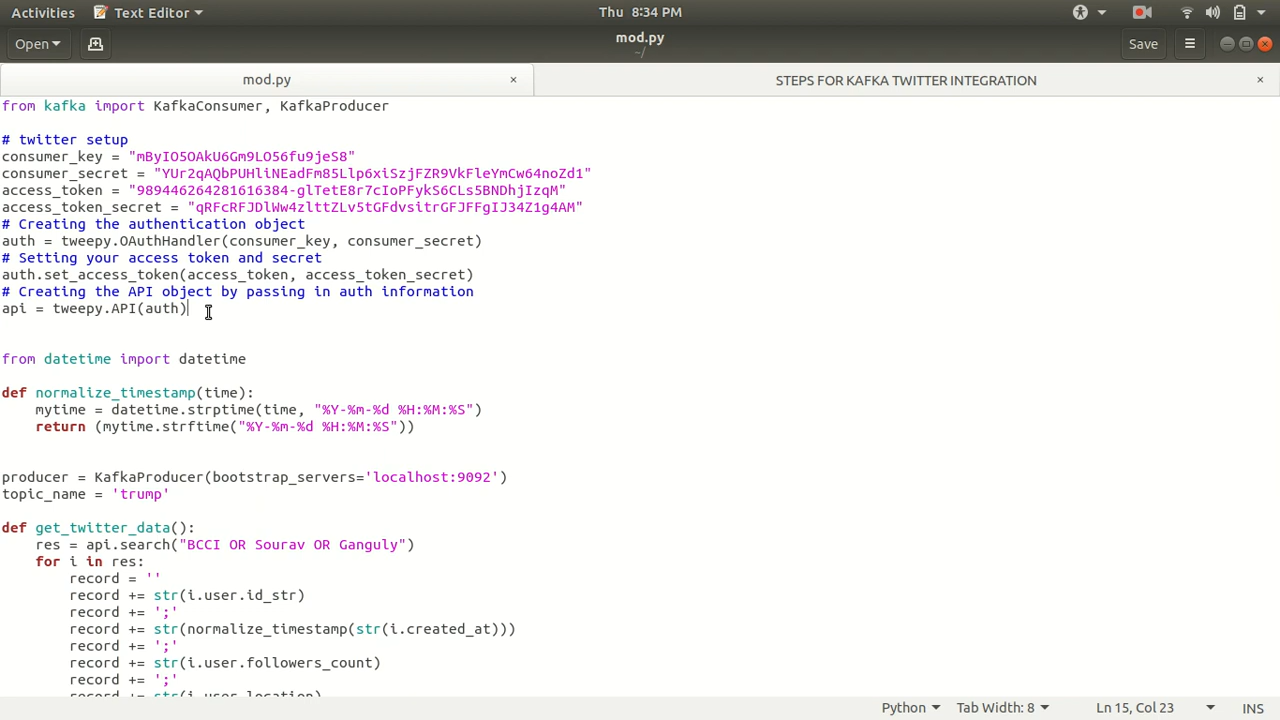 Activities Text Editor Thu 8:34 PM
Open mod.py Save
~/
mod.py × STEPS FOR KAFKA TWITTER INTEGRATION ×
from kafka import KafkaConsumer, KafkaProducer
# twitter setup
consumer_key = "mByIO5OAkU6Gm9LO56fu9jeS8"
consumer_secret = "YUr2qAQbPUHliNEadFm85Llp6xiSzjFZR9VkFleYmCw64noZd1"
access_token = "989446264281616384-glTetE8r7cIoPFykS6CLs5BNDhjIzqM"
access_token_secret = "qRFcRFJDlWw4zlttZLv5tGFdvsitrGFJFFgIJ34Z1g4AM"
# Creating the authentication object
auth = tweepy.OAuthHandler(consumer_key, consumer_secret)
# Setting your access token and secret
auth.set_access_token(access_token, access_token_secret)
# Creating the API object by passing in auth information
api = tweepy.API(auth)
from datetime import datetime
def normalize_timestamp(time):
    mytime = datetime.strptime(time, "%Y-%m-%d %H:%M:%S")
    return (mytime.strftime("%Y-%m-%d %H:%M:%S"))
producer = KafkaProducer(bootstrap_servers='localhost:9092')
topic_name = 'trump'
def get_twitter_data():
    res = api.search("BCCI OR Sourav OR Ganguly")
    for i in res:
        record = ''
        record += str(i.user.id_str)
        record += ';'
        record += str(normalize_timestamp(str(i.created_at)))
        record += ';'
        record += str(i.user.followers_count)
        record += ';'
        record += str(i.user.location)
Python Tab Width: 8 Ln 15, Col 23 INS